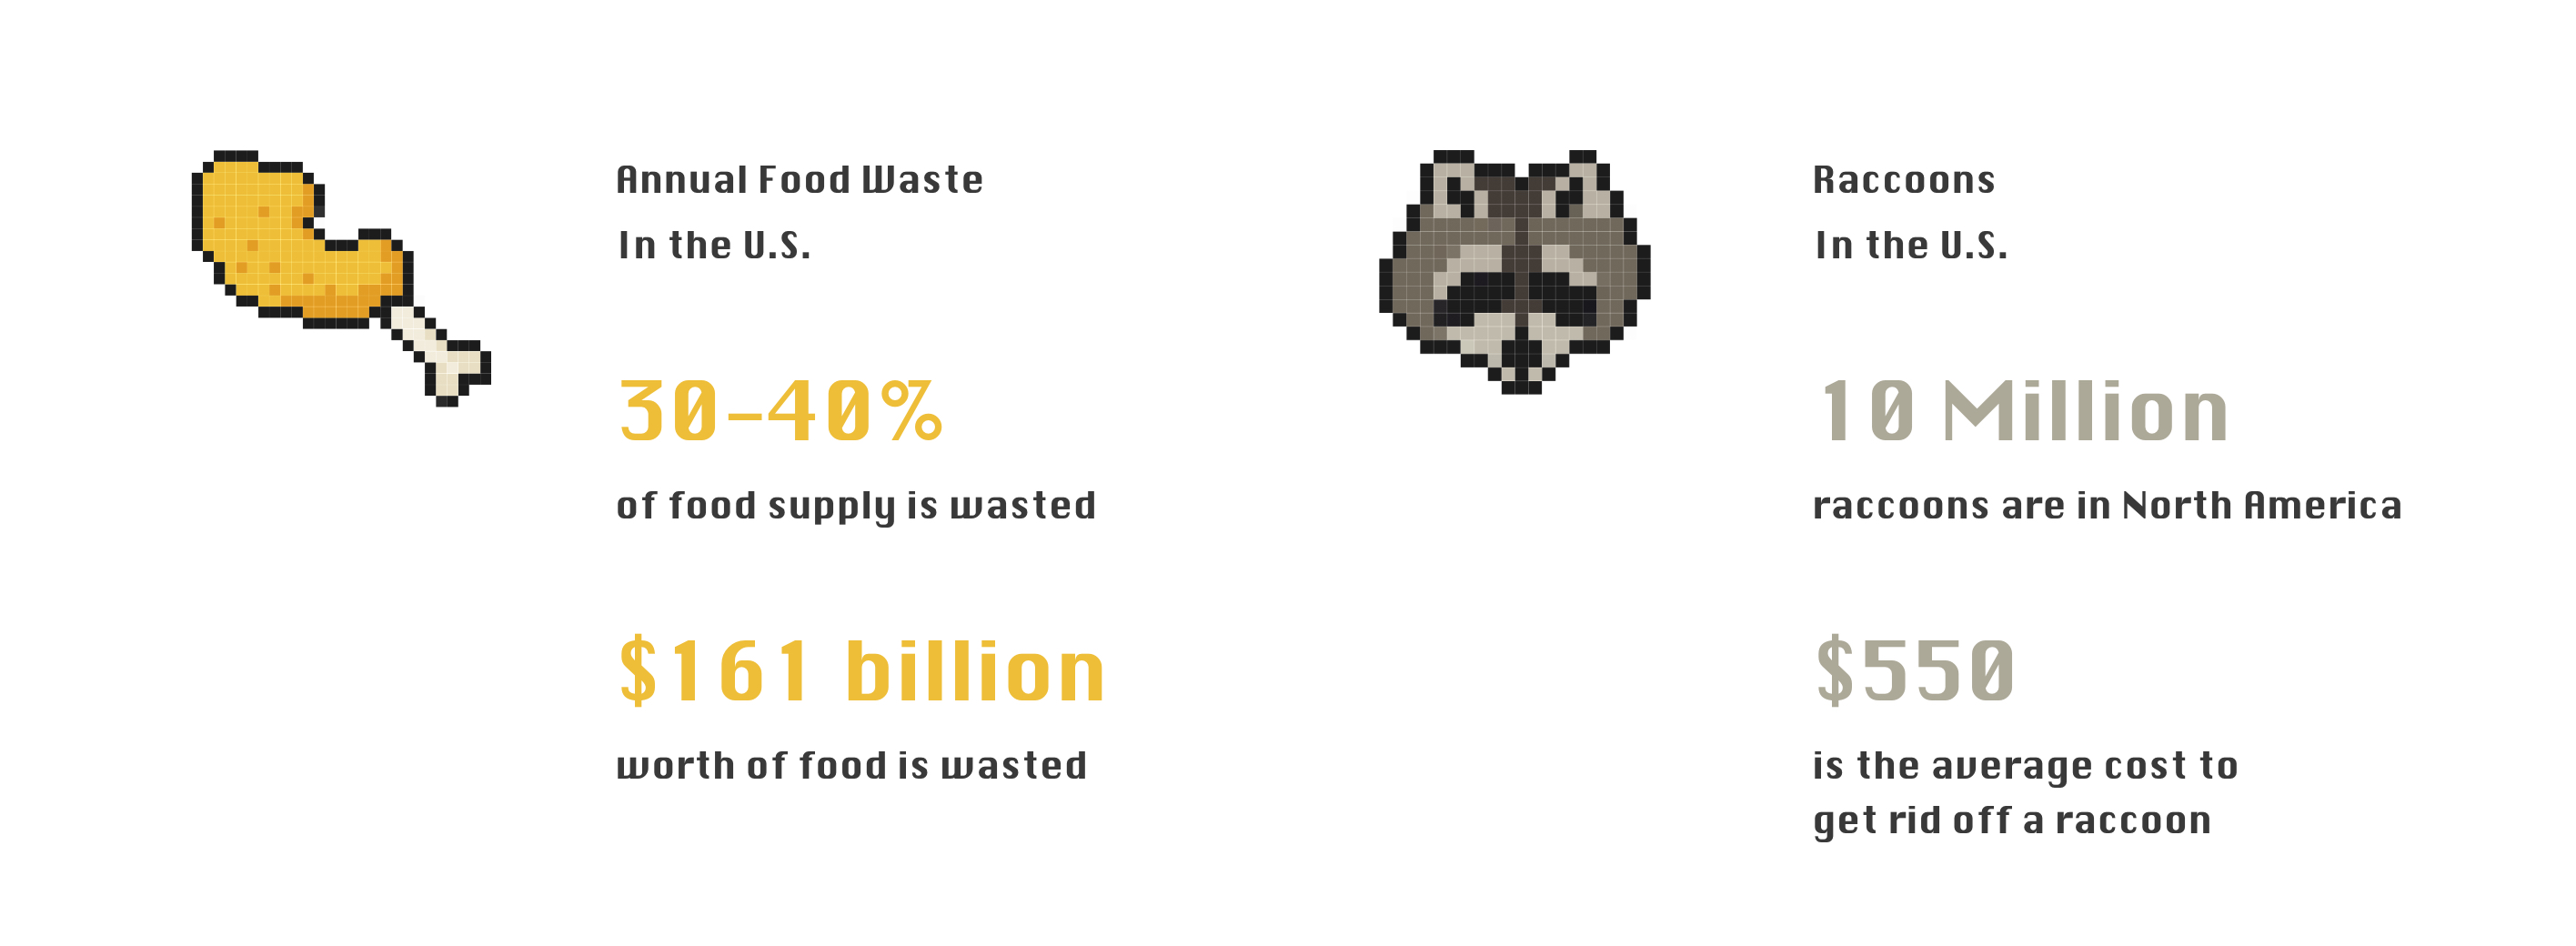 Annual Food Waste
In the U.S.
30-40%
of food supply is wasted
$161 billion
worth of food is wasted
Raccoons
In the U.S.
10 Million
raccoons are in North America
$550
is the average cost to
get rid off a raccoon